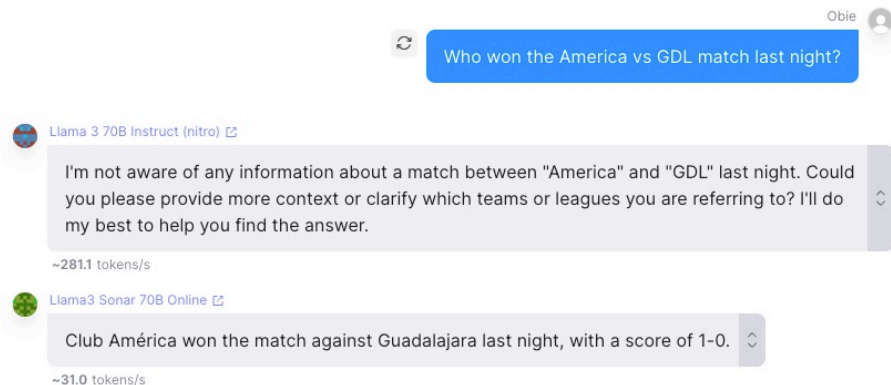 Obie
Who won the America vs GDL match last night?
Llama 3 70B Instruct (nitro)
I'm not aware of any information about a match between "America" and "GDL" last night. Could
you please provide more context or clarify which teams or leagues you are referring to? I'll do
my best to help you find the answer.
~281.1 tokens/s
Llama3 Sonar 70B Online
Club América won the match against Guadalajara last night, with a score of 1-0.
~31.0 tokens/s